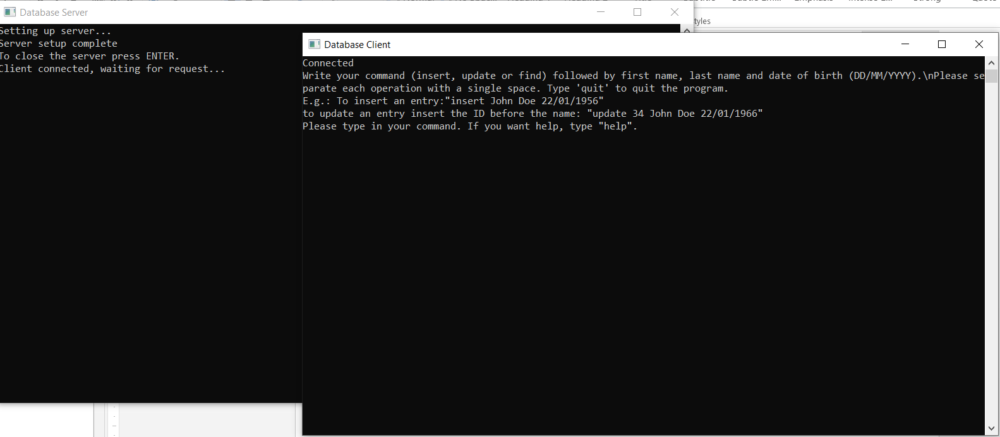 Database Server
Setting up server...
Server setup complete
To close the server press ENTER.
Client connected, waiting for request...
tyles
Database Client
Connected
Write your command (insert, update or find) followed by first name, last name and date of birth (DD/MM/YYYY).\nPlease se
parate each operation with a single space. Type 'quit' to quit the program.
E.g.: To insert an entry:"insert John Doe 22/01/1956"
to update an entry insert the ID before the name: "update 34 John Doe 22/01/1966"
Please type in your command. If you want help, type "help".